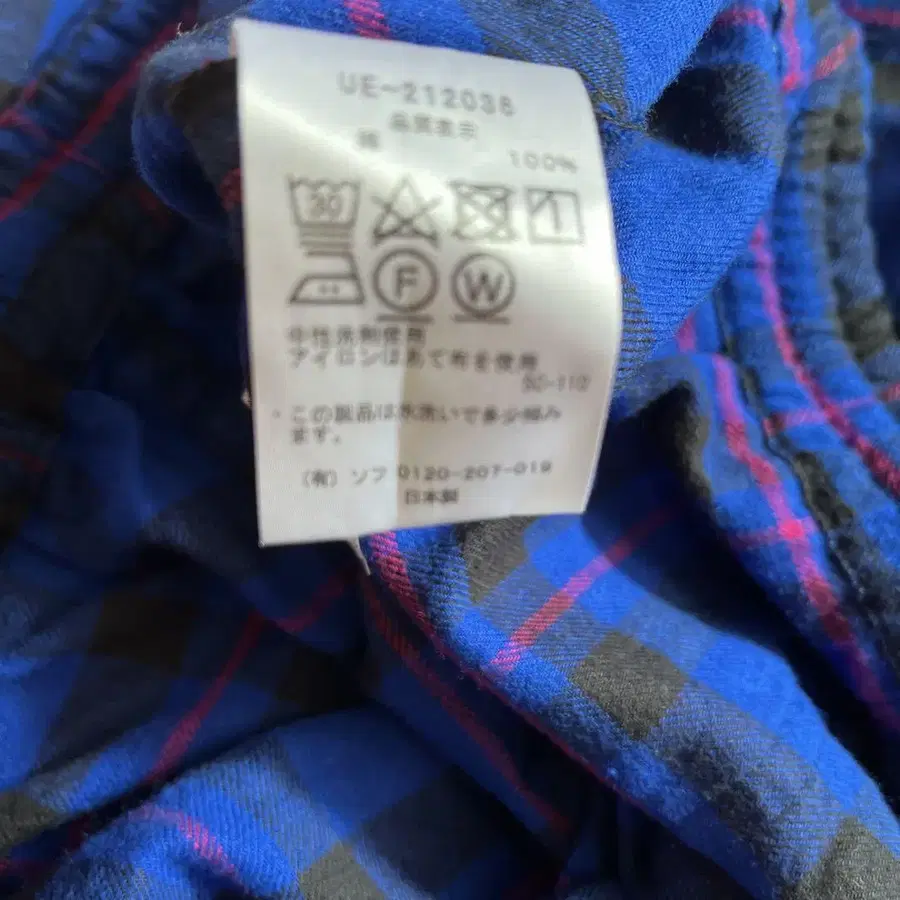 UE-212036
品質表示
綿 100%
30
F W
中性洗剤使用
アイロンはあて布を使用
SO-110
・この製品は水洗いで多少縮み
ます。
(有) ソフ 0120-207-019
日本製